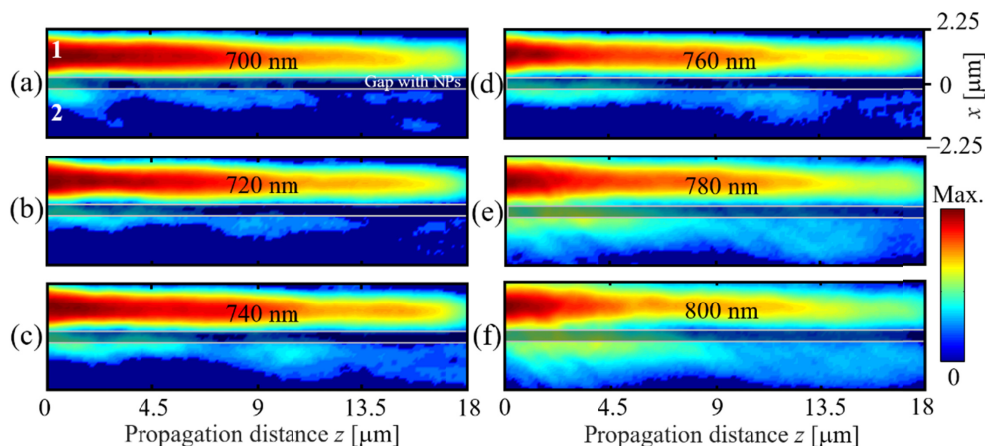 (a)
1
700 nm
Gap with NPs
2
(d)
760 nm
2.25
0
x [μm]
−2.25
(b)
720 nm
(e)
780 nm
Max.
(c)
740 nm
(f)
800 nm
0
0 4.5 9 13.5 18
Propagation distance z [μm]
0 4.5 9 13.5 18
Propagation distance z [μm]